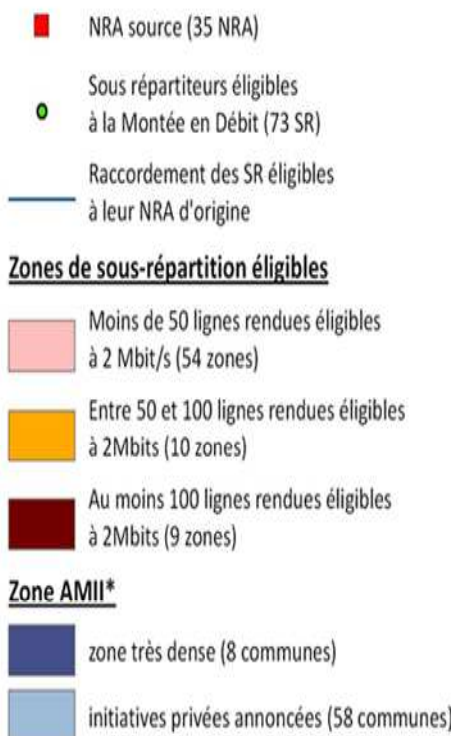 NRA source (35 NRA)
Sous répartiteurs éligibles
à la Montée en Débit (73 SR)
Raccordement des SR éligibles
à leur NRA d'origine
Zones de sous-répartition éligibles
Moins de 50 lignes rendues éligibles
à 2 Mbit/s (54 zones)
Entre 50 et 100 lignes rendues éligibles
à 2Mbits (10 zones)
Au moins 100 lignes rendues éligibles
à 2Mbits (9 zones)
Zone AMII*
zone très dense (8 communes)
initiatives privées annoncées (58 communes)